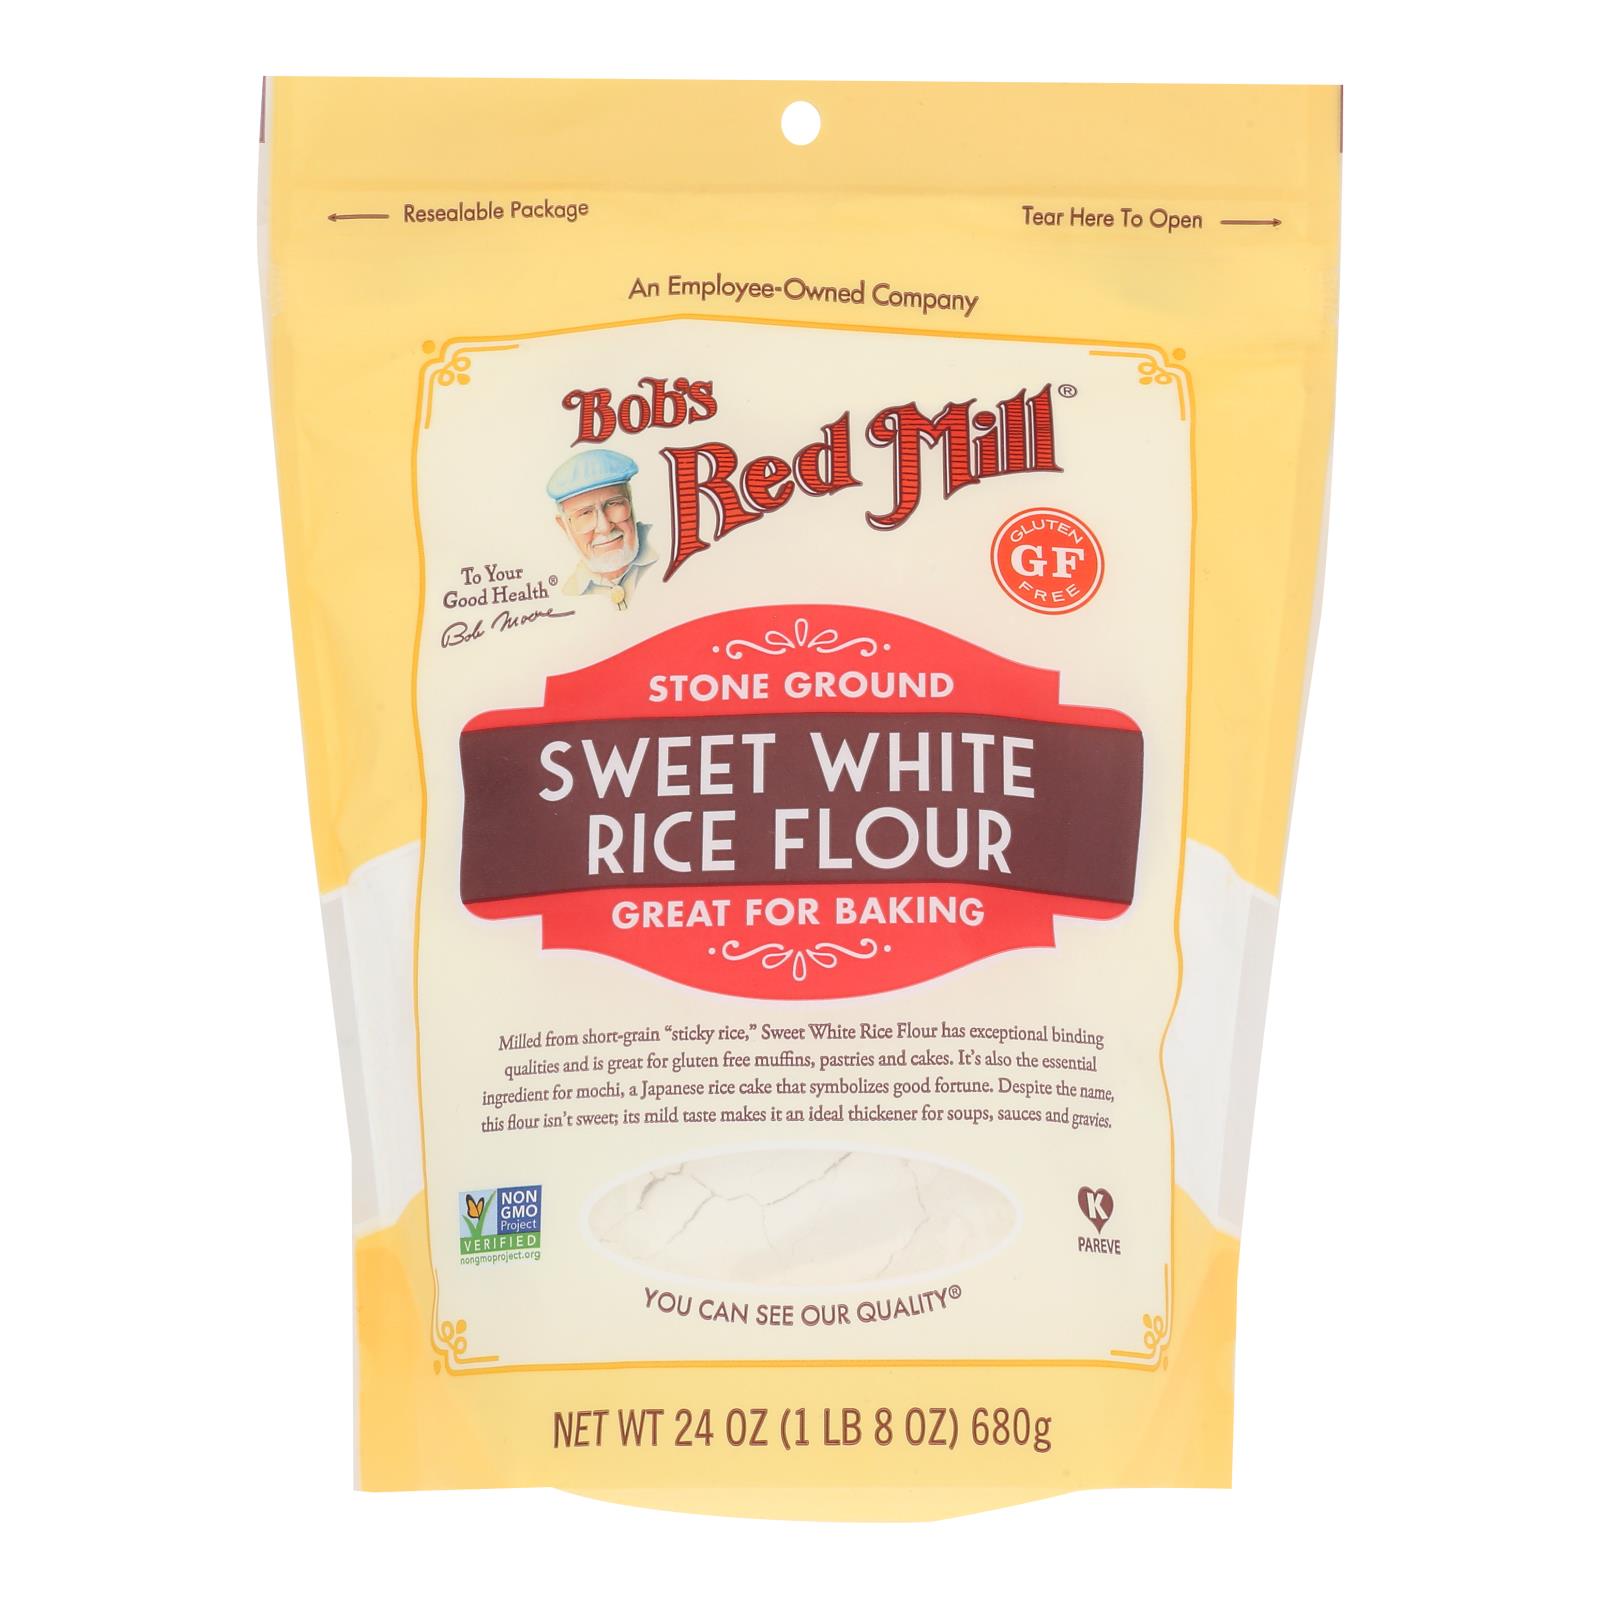 Resealable Package
Tear Here To Open
An Employee-Owned Company
Bob's
Red Mill®
GLUTEN
GF
FREE
To Your
Good Health®
Bob Moore
STONE GROUND
SWEET WHITE
RICE FLOUR
GREAT FOR BAKING
Milled from short-grain “sticky rice,” Sweet White Rice Flour has exceptional binding
qualities and is great for gluten free muffins, pastries and cakes. It’s also the essential
ingredient for mochi, a Japanese rice cake that symbolizes good fortune. Despite the name,
this flour isn’t sweet; its mild taste makes it an ideal thickener for soups, sauces and gravies.
NON
GMO
Project
VERIFIED
nongmoproject.org
K
PAREVE
YOU CAN SEE OUR QUALITY®
NET WT 24 OZ (1 LB 8 OZ) 680g